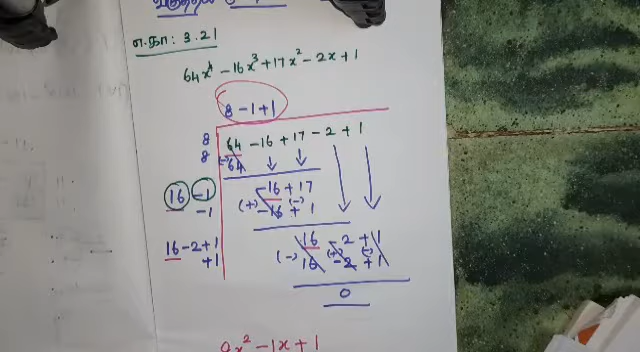 எ.நா: 3.21
64x⁴ - 16x³ + 17x² - 2x + 1
8 - 1 + 1
8 64 - 16 + 17 - 2 + 1
8 (-) 64
16 -1 -16 + 17
-1 (+) -16 (-) + 1
16 - 2 + 1 16 - 2 + 1
+1 (-) 16 (+) - 2 (-) + 1
0
8x² - 1x + 1